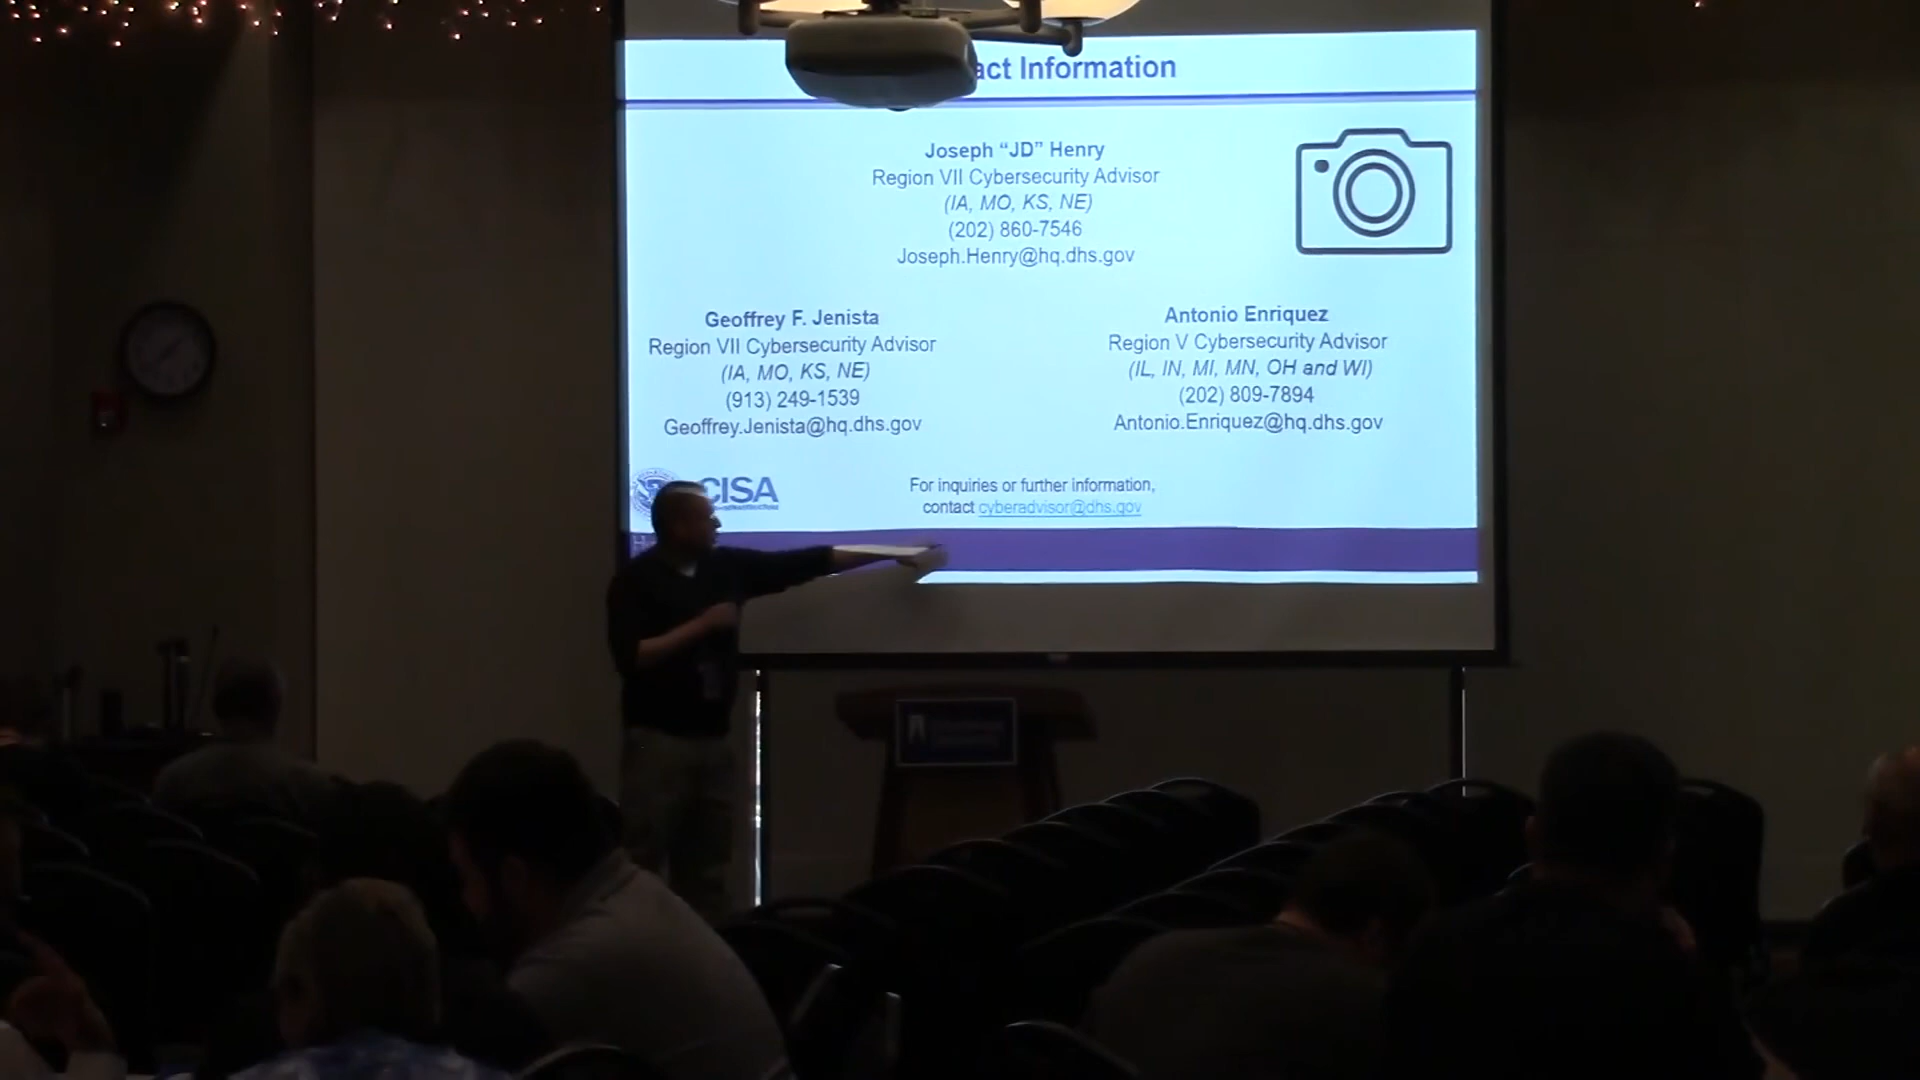 act Information
Joseph “JD” Henry
Region VII Cybersecurity Advisor
(IA, MO, KS, NE)
(202) 860-7546
Joseph.Henry@hq.dhs.gov
Geoffrey F. Jenista
Region VII Cybersecurity Advisor
(IA, MO, KS, NE)
(913) 249-1539
Geoffrey.Jenista@hq.dhs.gov
Antonio Enriquez
Region V Cybersecurity Advisor
(IL, IN, MI, MN, OH and WI)
(202) 809-7894
Antonio.Enriquez@hq.dhs.gov
CISA
For inquiries or further information,
contact cyberadvisor@dhs.gov